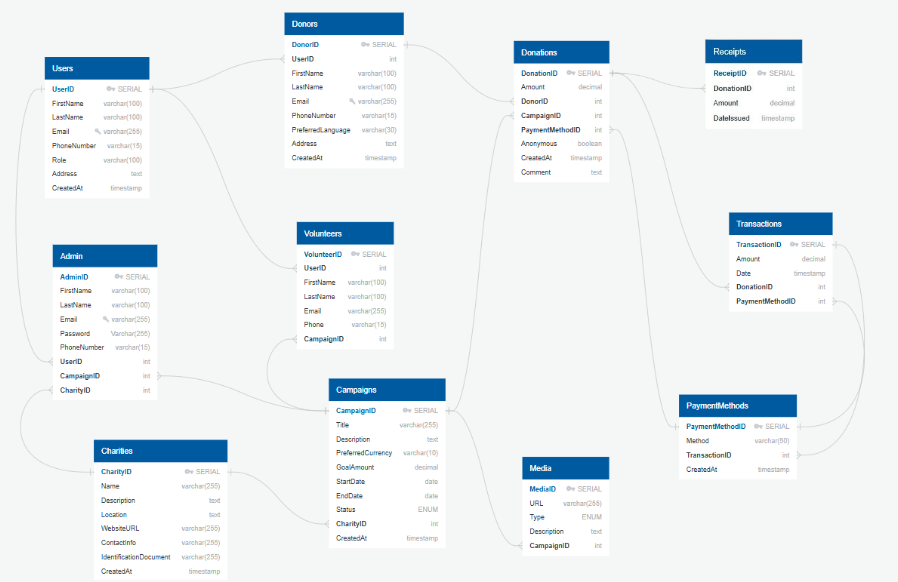 Users
UserID SERIAL
FirstName varchar(100)
LastName varchar(100)
Email varchar(255)
PhoneNumber varchar(15)
Role varchar(100)
Address text
CreatedAt timestamp
Donors
DonorID SERIAL
UserID int
FirstName varchar(100)
LastName varchar(100)
Email varchar(255)
PhoneNumber varchar(15)
PreferredLanguage varchar(30)
Address text
CreatedAt timestamp
Donations
DonationID SERIAL
Amount decimal
DonorID int
CampaignID int
PaymentMethodID int
Anonymous boolean
CreatedAt timestamp
Comment text
Receipts
ReceiptID SERIAL
DonationID int
Amount decimal
DateIssued timestamp
Admin
AdminID SERIAL
FirstName varchar(100)
LastName varchar(100)
Email varchar(255)
Password Varchar(255)
PhoneNumber varchar(15)
UserID int
CampaignID int
CharityID int
Volunteers
VolunteerID SERIAL
UserID int
FirstName varchar(100)
LastName varchar(100)
Email varchar(255)
Phone varchar(15)
CampaignID int
Transactions
TransactionID SERIAL
Amount decimal
Date timestamp
DonationID int
PaymentMethodID int
Charities
CharityID SERIAL
Name varchar(255)
Description text
Location text
WebsiteURL varchar(255)
ContactInfo varchar(255)
IdentificationDocument varchar(255)
CreatedAt timestamp
Campaigns
CampaignID SERIAL
Title varchar(255)
Description text
PreferredCurrency varchar(10)
GoalAmount decimal
StartDate date
EndDate date
Status ENUM
CharityID int
CreatedAt timestamp
Media
MediaID SERIAL
URL varchar(255)
Type ENUM
Description text
CampaignID int
PaymentMethods
PaymentMethodID SERIAL
Method varchar(50)
TransactionID int
CreatedAt timestamp